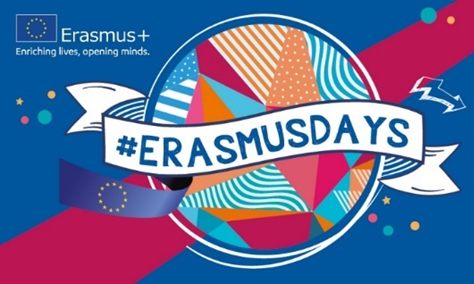 Erasmus+
Enriching lives, opening minds.
#ERASMUSDAYS